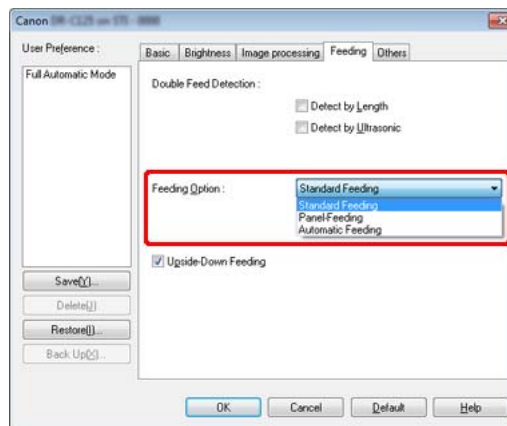 Canon
User Preference :
Full Automatic Mode
Save(Y)...
Delete(J)
Restore(I)...
Back Up(X)...
Basic Brightness Image processing Feeding Others
Double Feed Detection :
Detect by Length
Detect by Ultrasonic
Feeding Option : Standard Feeding
Standard Feeding
Panel-Feeding
Automatic Feeding
Upside-Down Feeding
OK Cancel Default Help